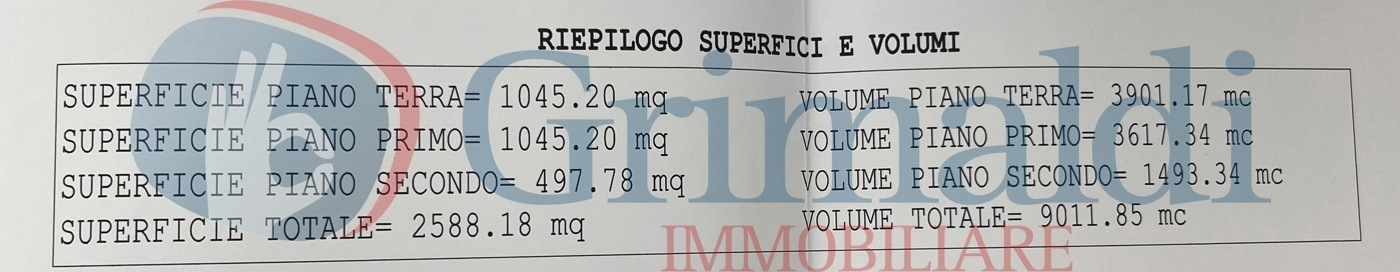 RIEPILOGO SUPERFICI E VOLUMI
SUPERFICIE PIANO TERRA= 1045.20 mq
SUPERFICIE PIANO PRIMO= 1045.20 mq
SUPERFICIE PIANO SECONDO= 497.78 mq
SUPERFICIE TOTALE= 2588.18 mq
VOLUME PIANO TERRA= 3901.17 mc
VOLUME PIANO PRIMO= 3617.34 mc
VOLUME PIANO SECONDO= 1493.34 mc
VOLUME TOTALE= 9011.85 mc
Grimaldi
IMMOBILIARE